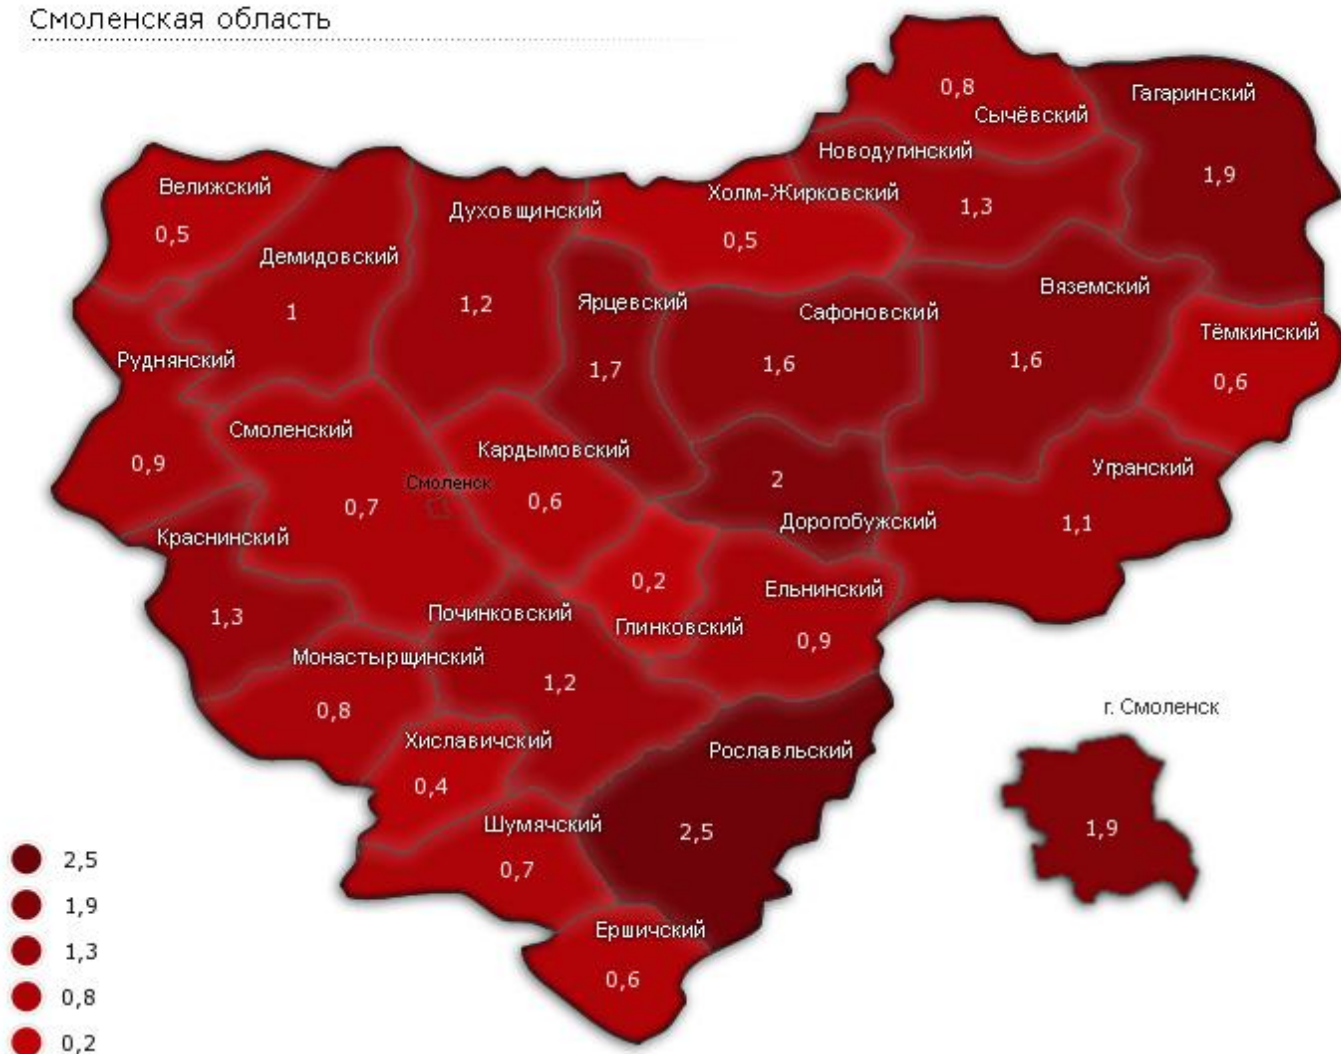 Смоленская область
0,8
Сычёвский
Гагаринский
1,9
Новодугинский
1,3
Велижский
0,5
Холм-Жирковский
0,5
Духовщинский
1,2
Демидовский
1
Вяземский
1,6
Ярцевский
1,7
Сафоновский
1,6
Тёмкинский
0,6
Руднянский
0,9
Смоленский
0,7
Смоленск
Кардымовский
0,6
Угранский
1,1
2
Дорогобужский
Краснинский
1,3
0,2
Глинковский
Ельнинский
0,9
Починковский
1,2
Монастырщинский
0,8
Хиславичский
0,4
Рославльский
2,5
г. Смоленск
1,9
Шумячский
0,7
Ершичский
0,6
2,5
1,9
1,3
0,8
0,2